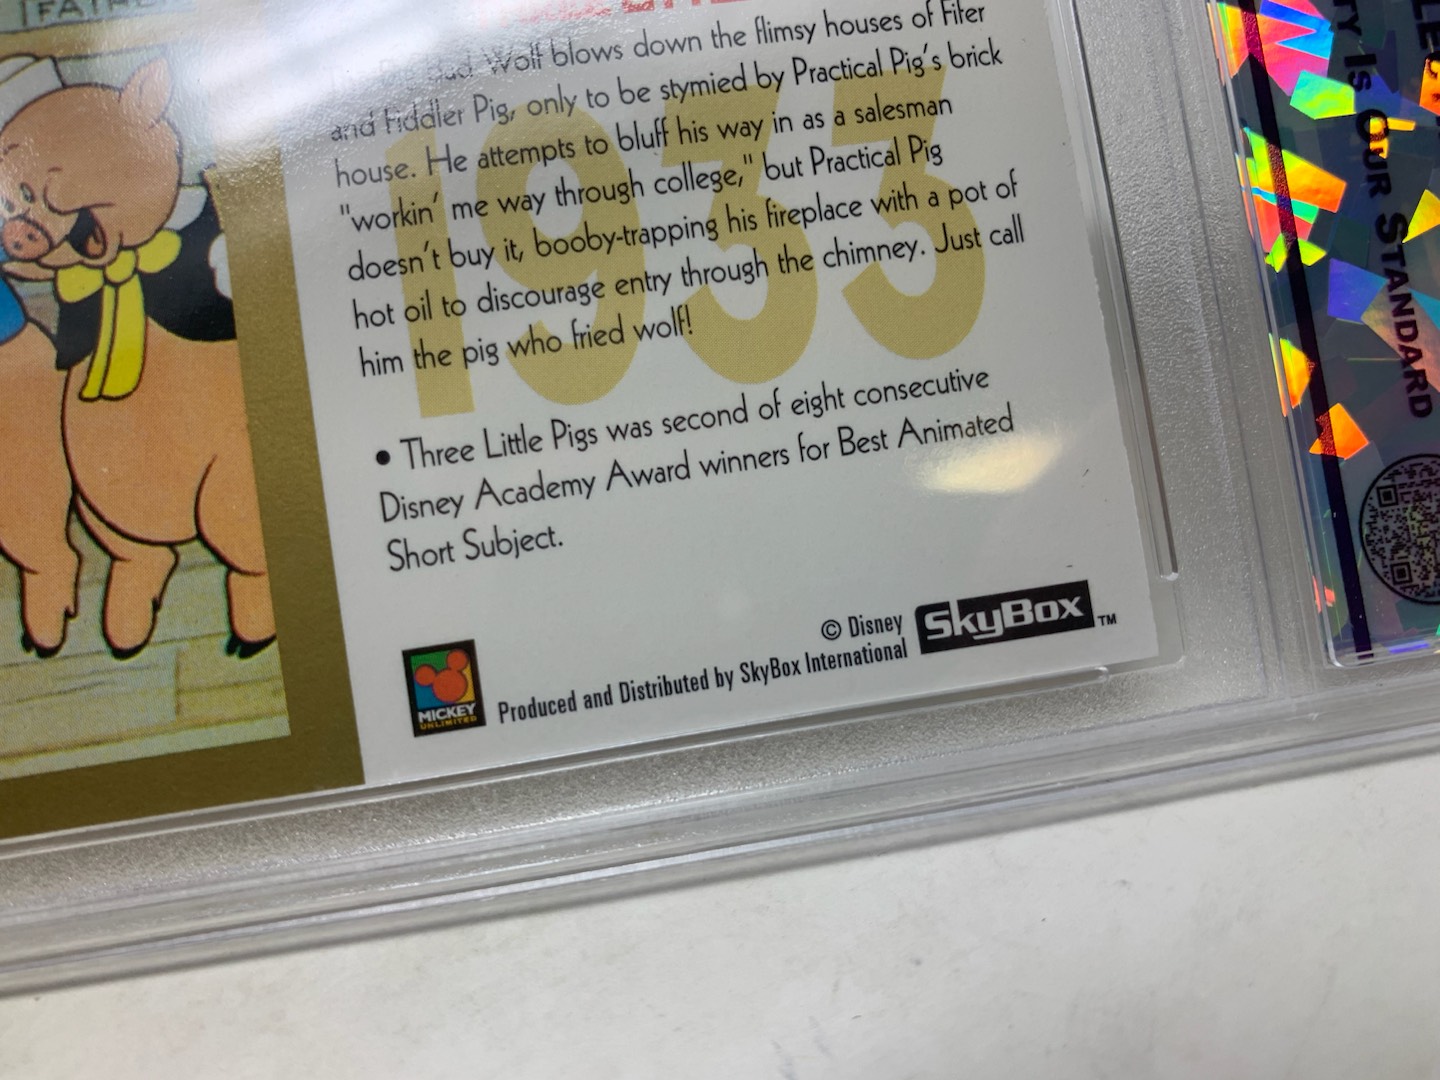 FATHER
Big Bad Wolf blows down the flimsy houses of Fifer
and Fiddler Pig, only to be stymied by Practical Pig's brick
house. He attempts to bluff his way in as a salesman
"workin' me way through college," but Practical Pig
doesn't buy it, booby-trapping his fireplace with a pot of
hot oil to discourage entry through the chimney. Just call
him the pig who fried wolf!
1933
• Three Little Pigs was second of eight consecutive
Disney Academy Award winners for Best Animated
Short Subject.
MICKEY
UNLIMITED
© Disney
Produced and Distributed by SkyBox International
SkyBox ™
Is Our Standard